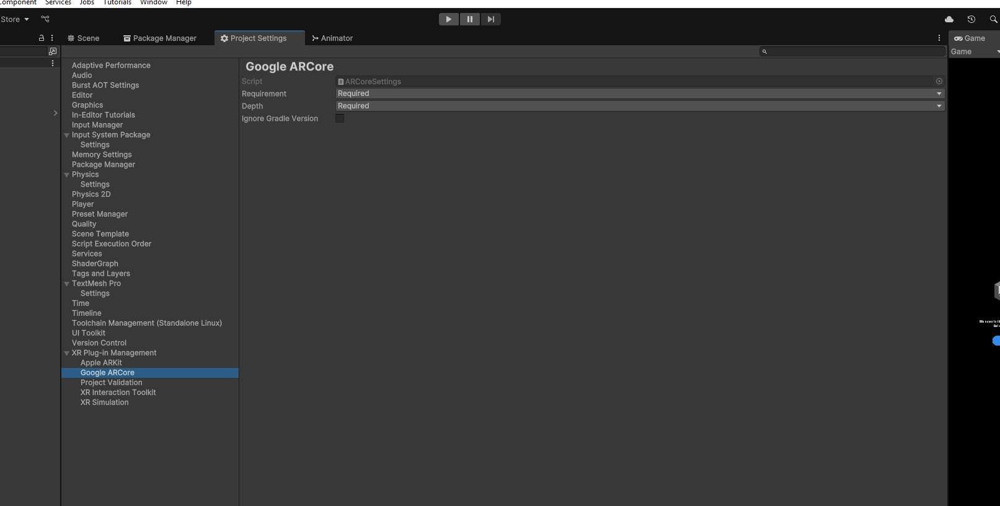 Component Services Jobs Tutorials Window Help
Store
Scene Package Manager Project Settings Animator Game
Game
Adaptive Performance
Audio
Burst AOT Settings
Editor
Graphics
In-Editor Tutorials
Input Manager
Input System Package
Settings
Memory Settings
Package Manager
Physics
Settings
Physics 2D
Player
Preset Manager
Quality
Scene Template
Script Execution Order
Services
ShaderGraph
Tags and Layers
TextMesh Pro
Settings
Time
Timeline
Toolchain Management (Standalone Linux)
UI Toolkit
Version Control
XR Plug-in Management
Apple ARKit
Google ARCore
Project Validation
XR Interaction Toolkit
XR Simulation
Google ARCore
Script ARCoreSettings
Requirement Required
Depth Required
Ignore Gradle Version